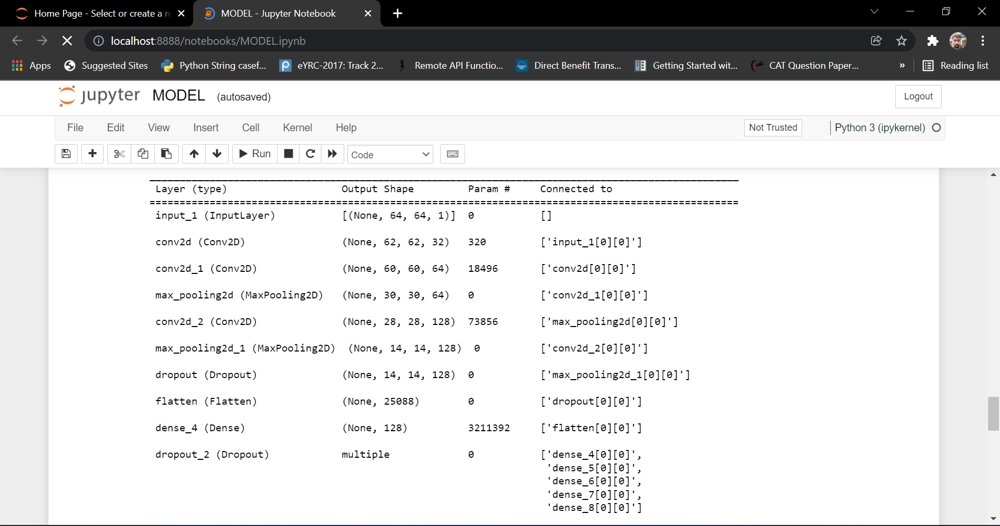 Home Page - Select or create a n
MODEL - Jupyter Notebook
localhost:8888/notebooks/MODEL.ipynb
Apps Suggested Sites Python String casef... eYRC-2017: Track 2... Remote API Functio... Direct Benefit Trans... Getting Started wit... CAT Question Paper... » Reading list
jupyter MODEL (autosaved) Logout
File Edit View Insert Cell Kernel Help Not Trusted Python 3 (ipykernel)
Run Code
Layer (type) Output Shape Param # Connected to
input_1 (InputLayer) [(None, 64, 64, 1)] 0 []
conv2d (Conv2D) (None, 62, 62, 32) 320 ['input_1[0][0]']
conv2d_1 (Conv2D) (None, 60, 60, 64) 18496 ['conv2d[0][0]']
max_pooling2d (MaxPooling2D) (None, 30, 30, 64) 0 ['conv2d_1[0][0]']
conv2d_2 (Conv2D) (None, 28, 28, 128) 73856 ['max_pooling2d[0][0]']
max_pooling2d_1 (MaxPooling2D) (None, 14, 14, 128) 0 ['conv2d_2[0][0]']
dropout (Dropout) (None, 14, 14, 128) 0 ['max_pooling2d_1[0][0]']
flatten (Flatten) (None, 25088) 0 ['dropout[0][0]']
dense_4 (Dense) (None, 128) 3211392 ['flatten[0][0]']
dropout_2 (Dropout) multiple 0 ['dense_4[0][0]',
'dense_5[0][0]',
'dense_6[0][0]',
'dense_7[0][0]',
'dense_8[0][0]']